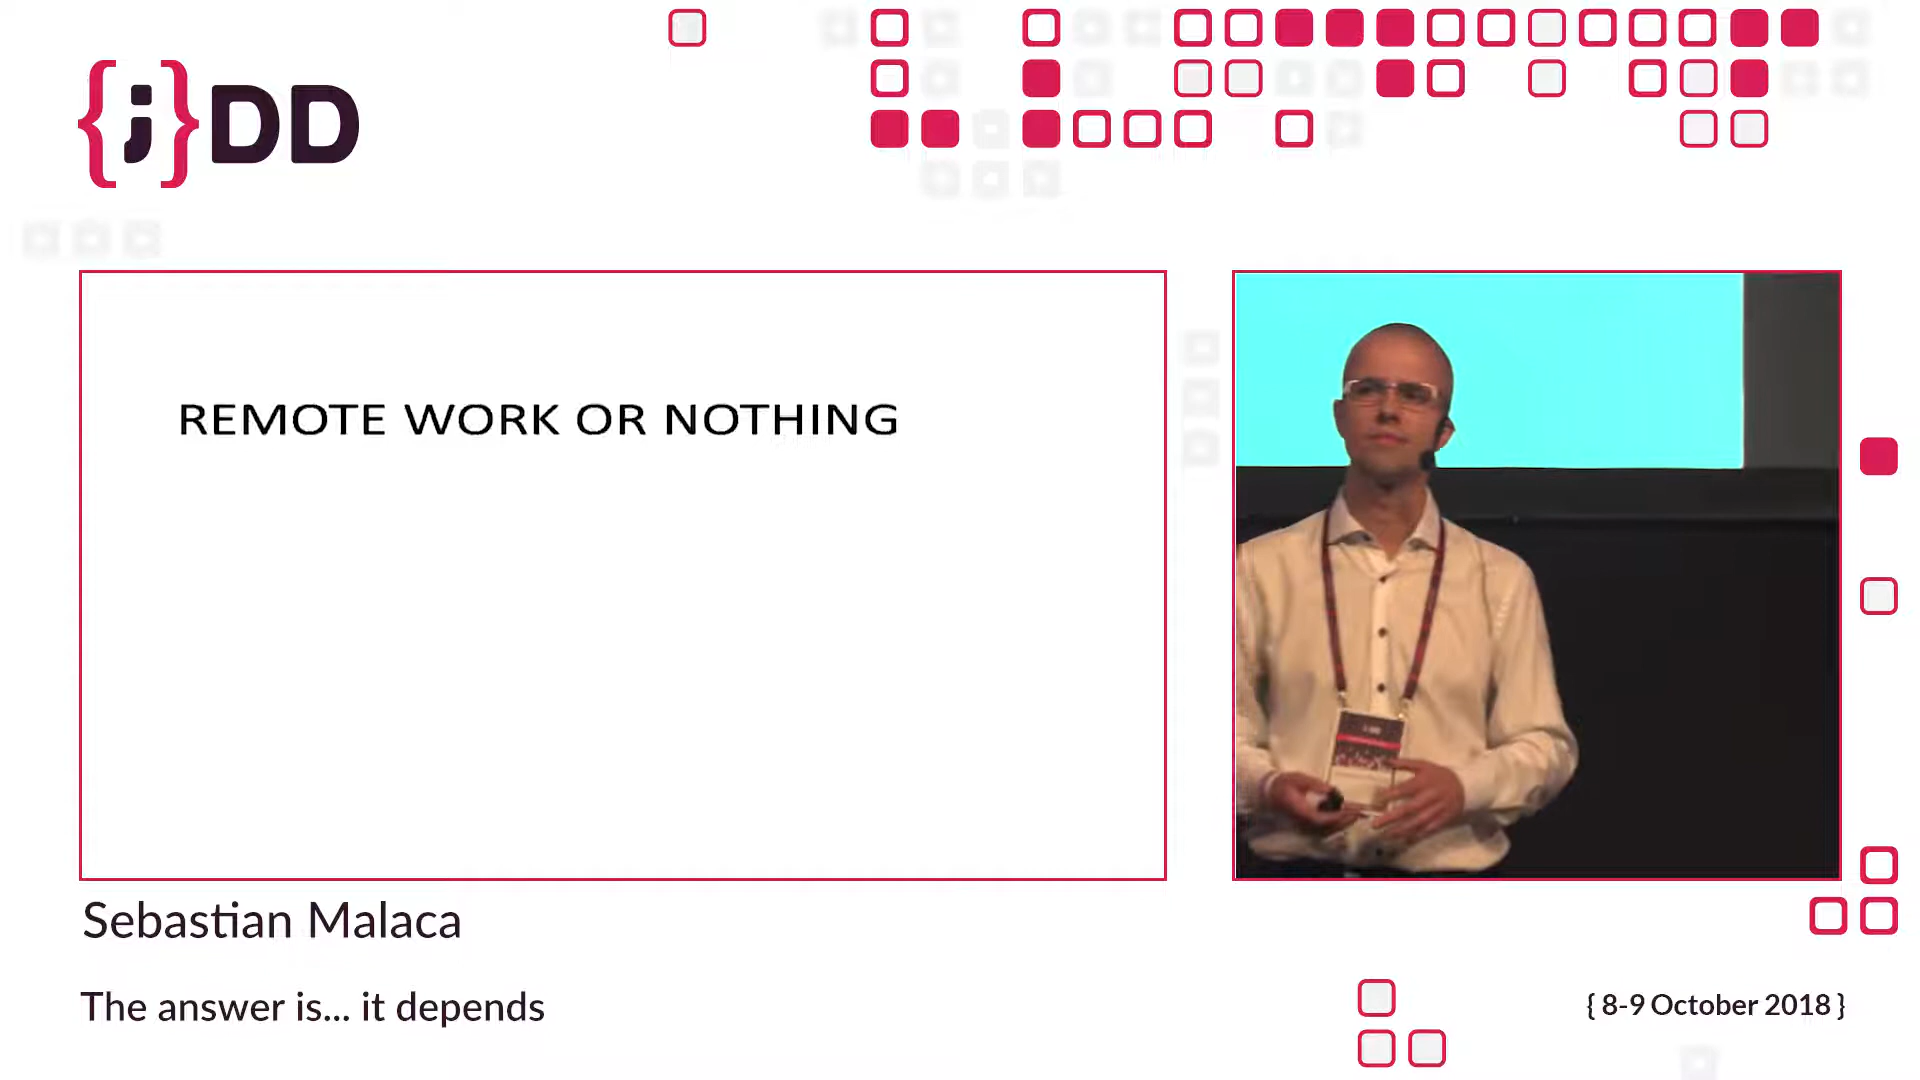 {j}DD
REMOTE WORK OR NOTHING
Sebastian Malaca
The answer is... it depends
{ 8-9 October 2018 }